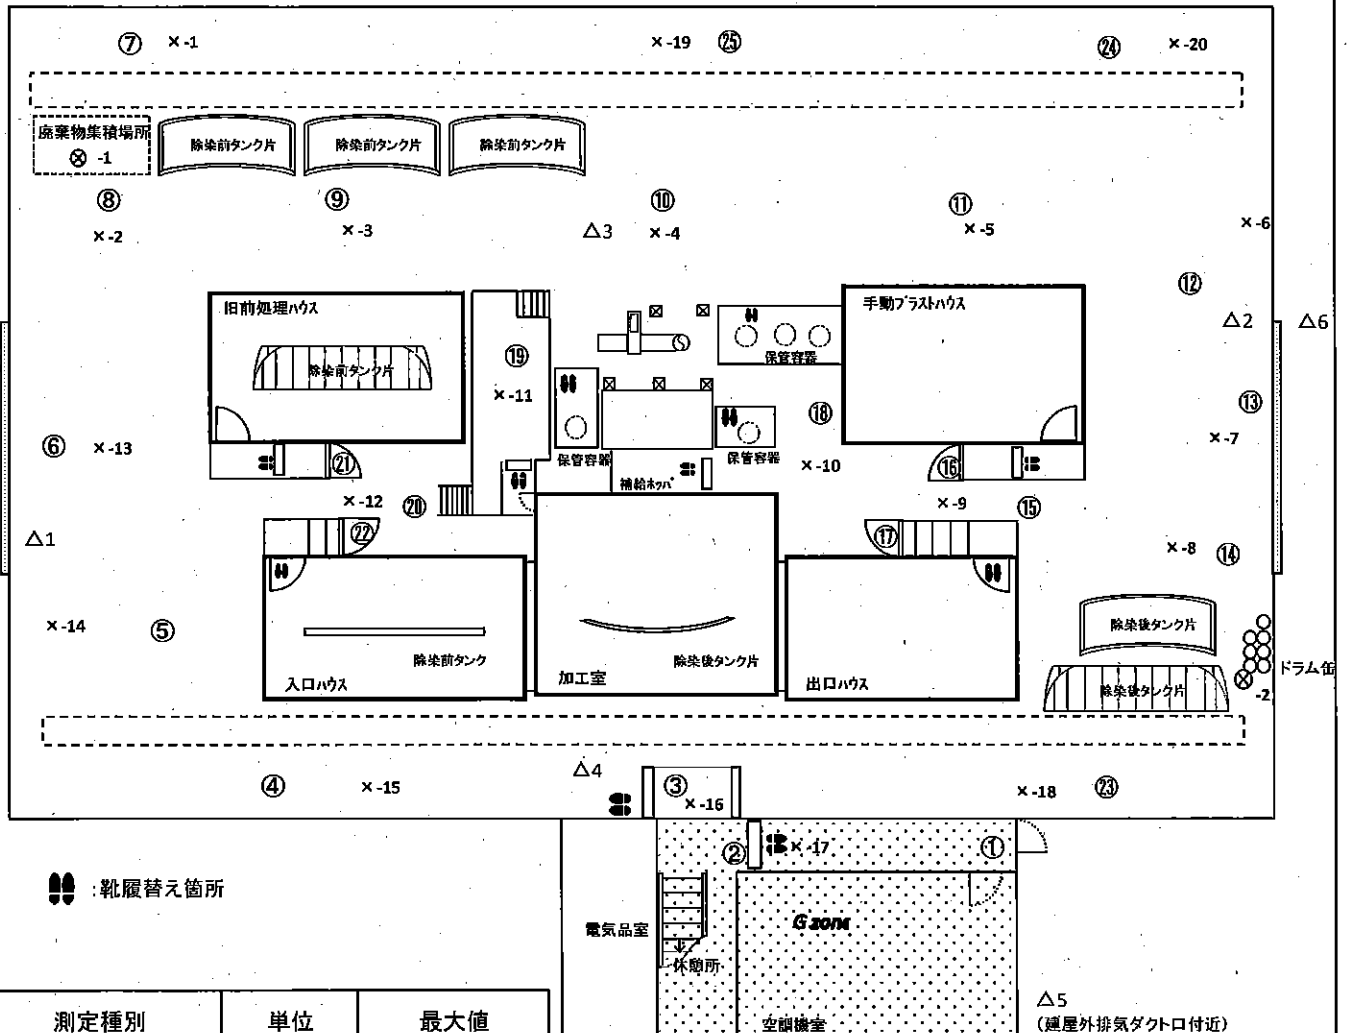 ⑦ ×-1 ×-19 ㉕ ㉔ ×-20
廃棄物集積場所
⊗ -1
除染前タンク片 除染前タンク片 除染前タンク片
⑧ ⑨ ⑩ ⑪
×-2 ×-3 △3 ×-4 ×-5 ×-6
⑫
旧前処理ハウス
手動ブラストハウス
△2 △6
除染前タンク片
⑲
保管容器
×-11
⑱
⑬
⑥ ×-13
×-7
㉑
保管容器
保管容器
×-10
⑯
補給ホッパ
×-12 ⑳
×-9 ⑮
△1
㉒
⑰
×-8 ⑭
×-14 ⑤
除染後タンク片
除染前タンク
除染後タンク片
ドラム缶
入口ハウス
加工室
出口ハウス
除染後タンク片
⊗ -2
④ ×-15 △4 ③ ×-16 ×-18 ㉓
② ×-17 ①
:靴履替え箇所
電気品室
G zone
休憩所
△5
(建屋外排気ダクト口付近)
空調機室
測定種別 単位 最大値